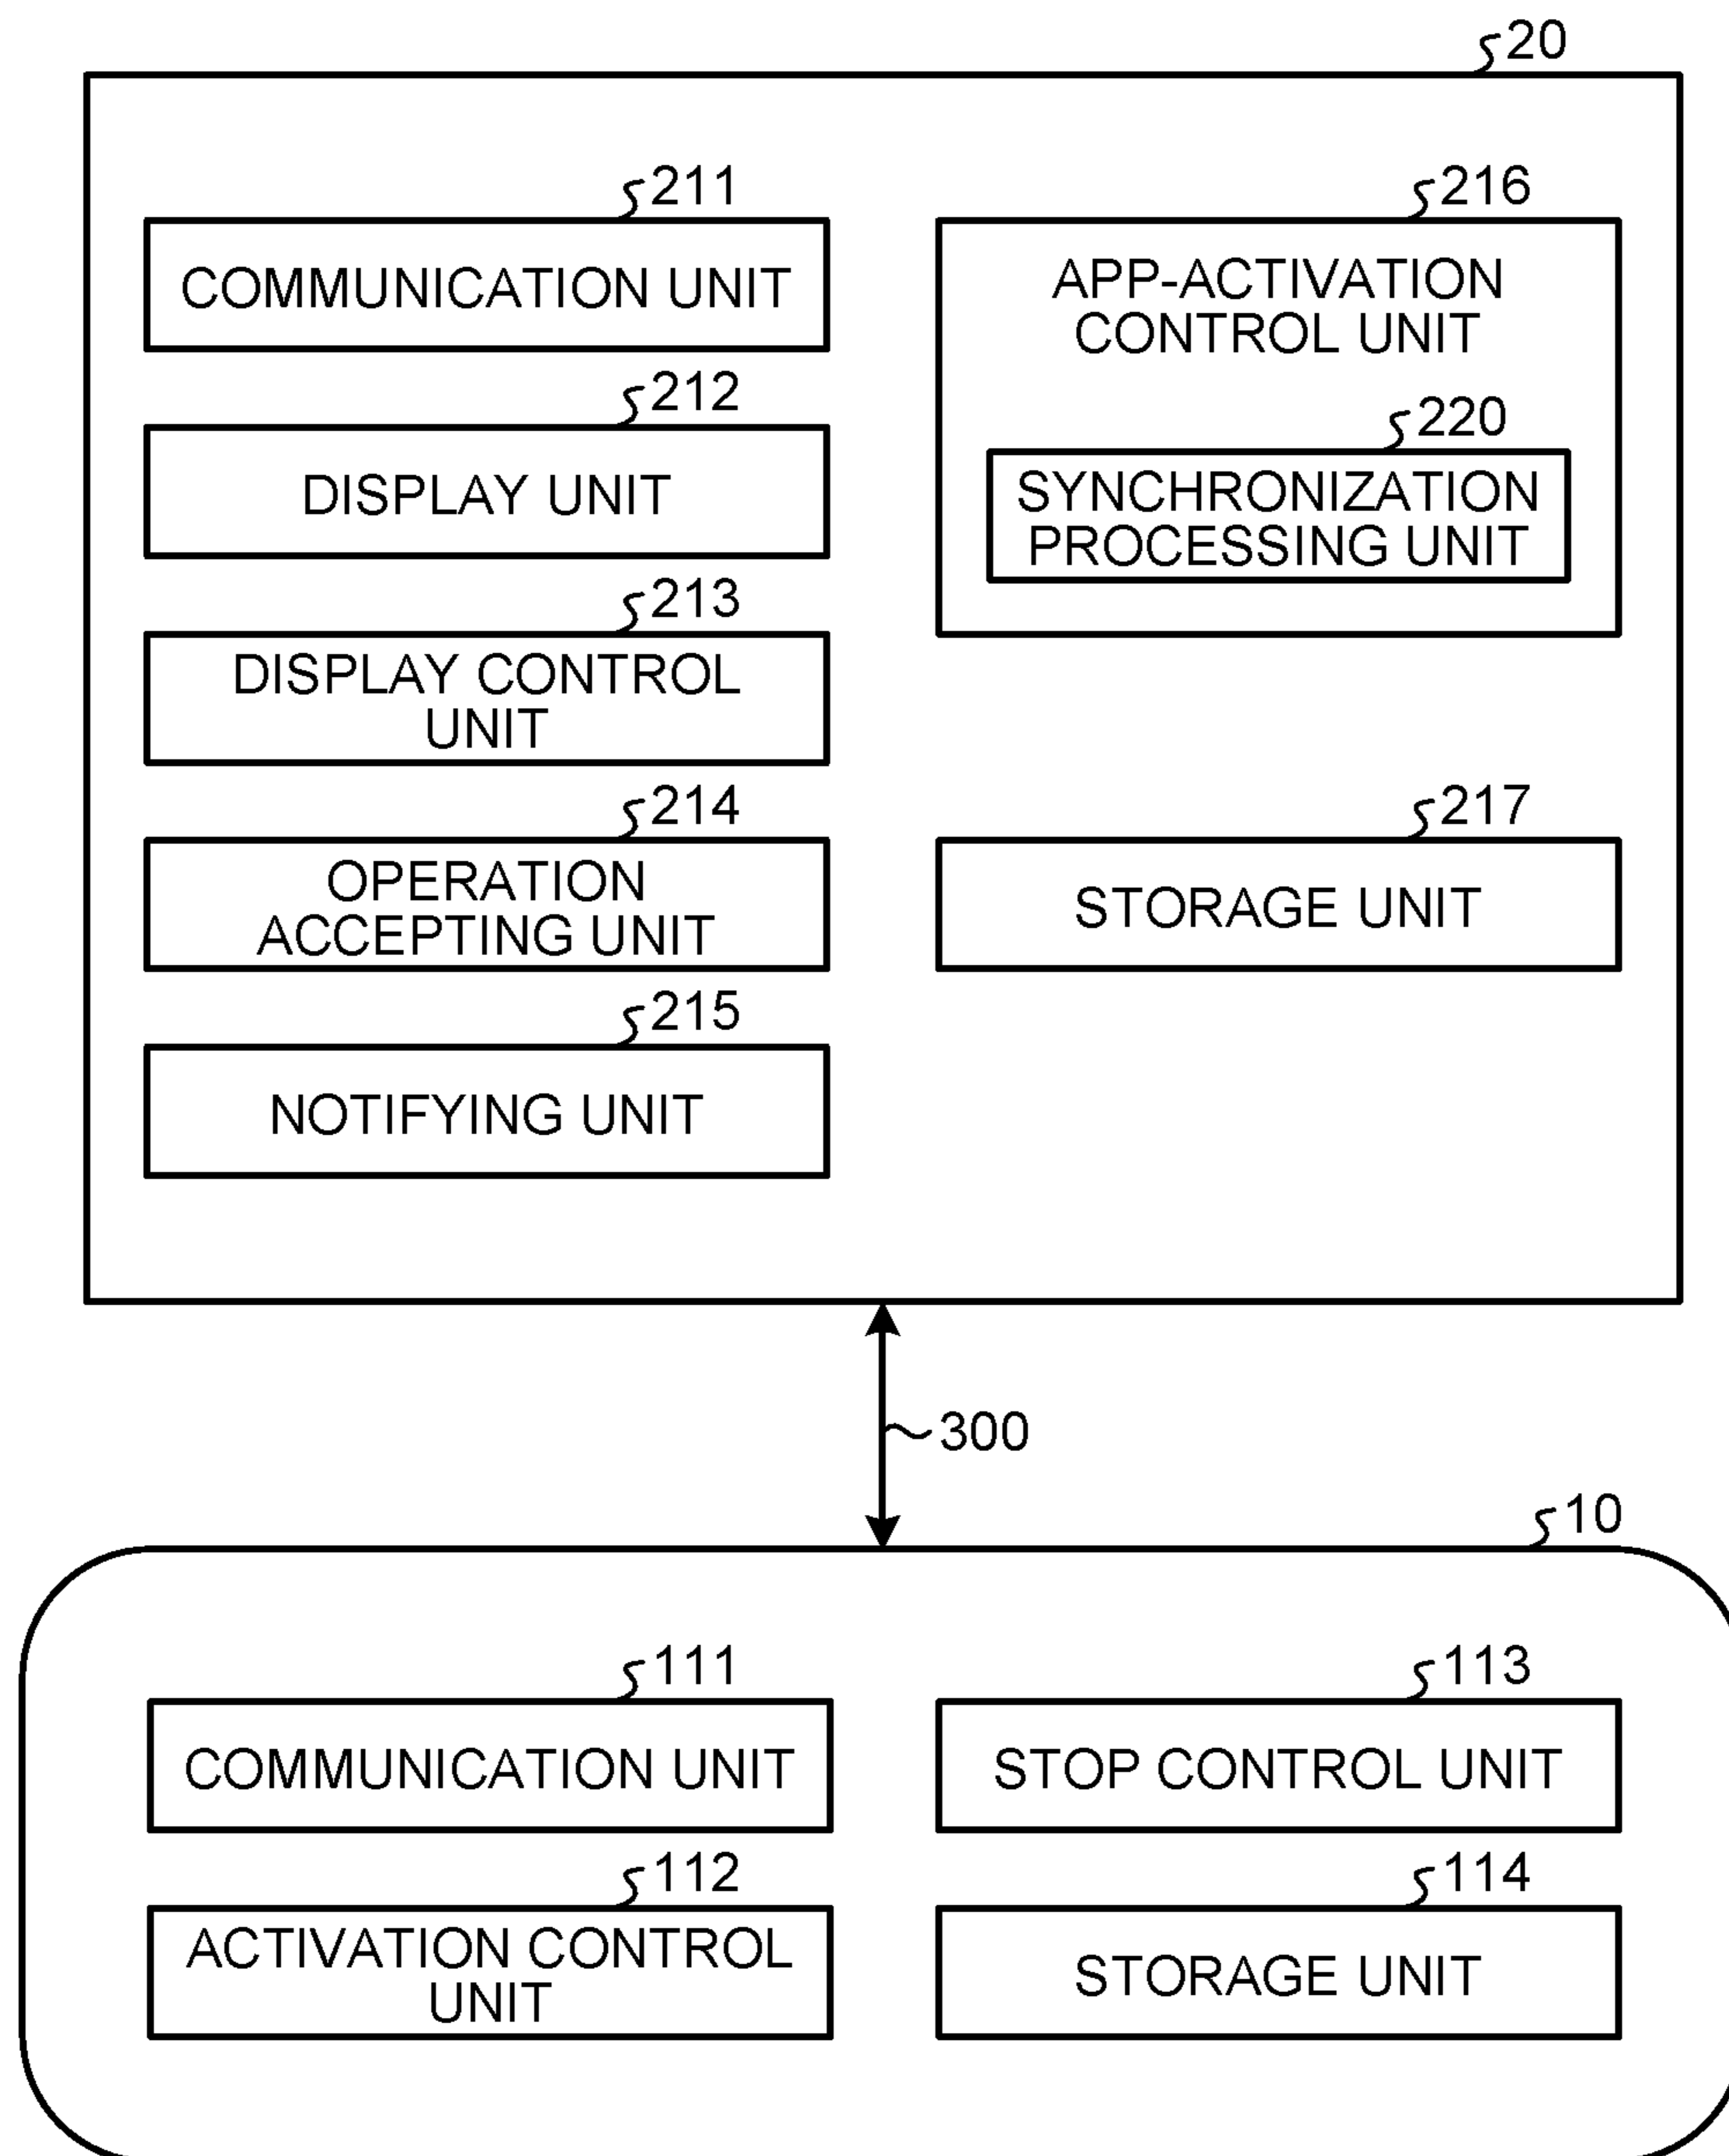 20
211
COMMUNICATION UNIT
212
DISPLAY UNIT
213
DISPLAY CONTROL
UNIT
214
OPERATION
ACCEPTING UNIT
215
NOTIFYING UNIT
216
APP-ACTIVATION
CONTROL UNIT
220
SYNCHRONIZATION
PROCESSING UNIT
217
STORAGE UNIT
300
10
111
COMMUNICATION UNIT
112
ACTIVATION CONTROL
UNIT
113
STOP CONTROL UNIT
114
STORAGE UNIT